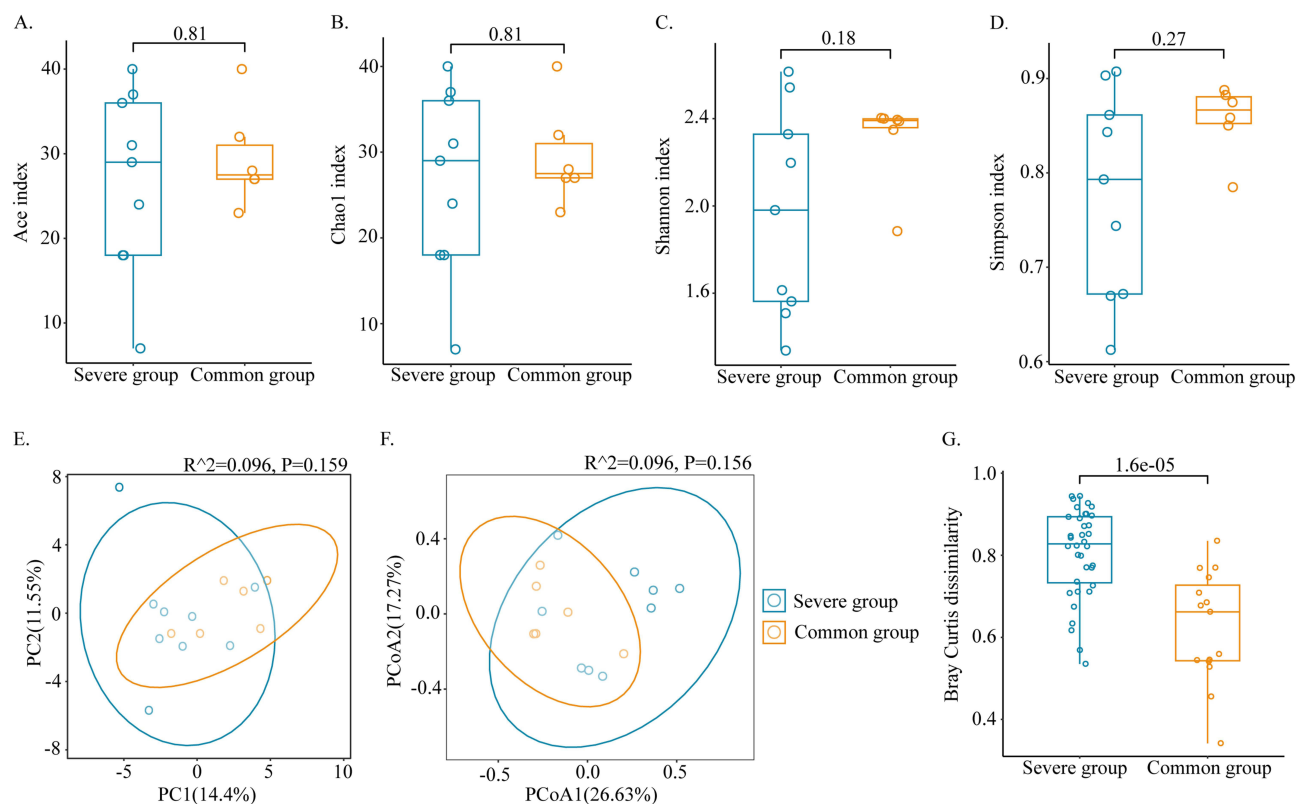 A.
0.81
Ace index
40
30
20
10
Severe group
Common group
B.
0.81
Chao1 index
40
30
20
10
Severe group
Common group
C.
0.18
Shannon index
2.4
2.0
1.6
Severe group
Common group
D.
0.27
Simpson index
0.9
0.8
0.7
0.6
Severe group
Common group
E.
R^2=0.096, P=0.159
PC2(11.55%)
8
4
0
-4
-8
-5
0
5
10
PC1(14.4%)
F.
R^2=0.096, P=0.156
PCoA2(17.27%)
0.4
0.0
-0.4
-0.5
0.0
0.5
PCoA1(26.63%)
Severe group
Common group
G.
1.6e-05
Bray Curtis dissimilarity
1.0
0.8
0.6
0.4
Severe group
Common group